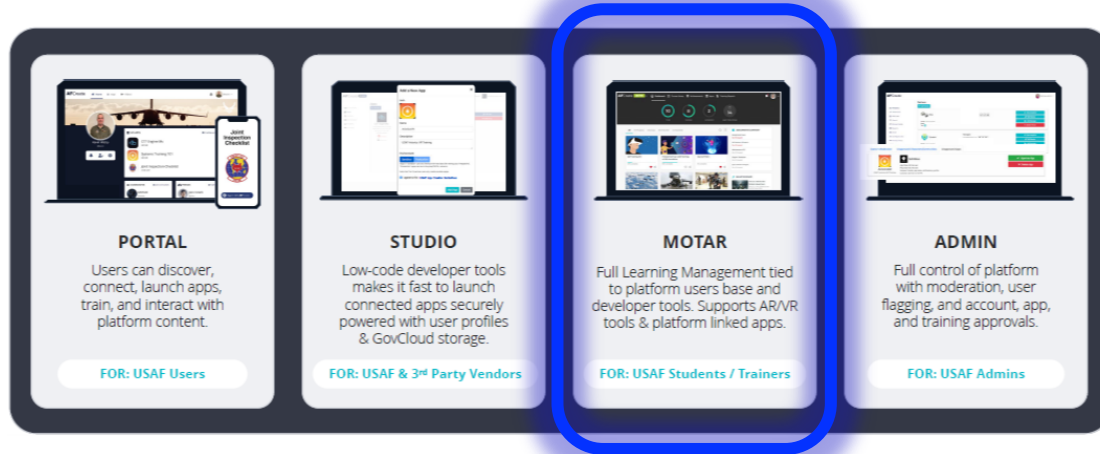 Joint
Inspection
Checklist
Add a New App
PORTAL
Users can discover,
connect, launch apps,
train, and interact with
platform content.
FOR: USAF Users
STUDIO
Low-code developer tools
makes it fast to launch
connected apps securely
powered with user profiles
& GovCloud storage.
FOR: USAF & 3rd Party Vendors
MOTAR
Full Learning Management tied
to platform users base and
developer tools. Supports AR/VR
tools & platform linked apps.
FOR: USAF Students / Trainers
ADMIN
Full control of platform
with moderation, user
flagging, and account, app,
and training approvals.
FOR: USAF Admins